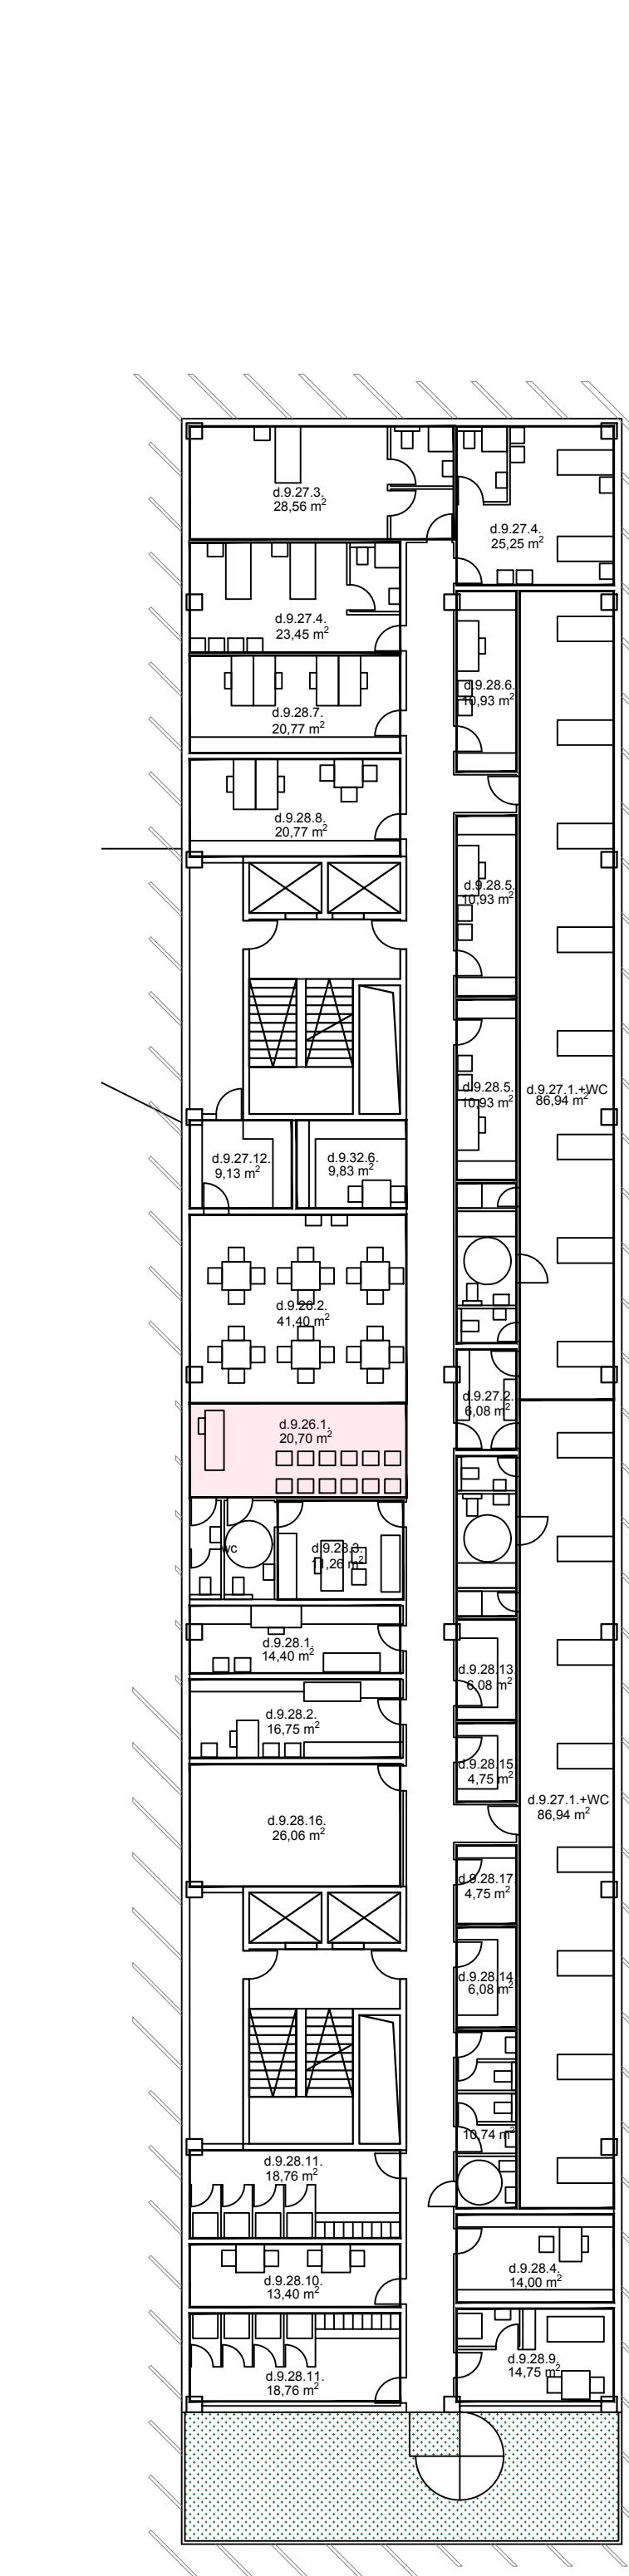 d.9.27.3.
28,56 m²
d.9.27.4.
25,25 m²
d.9.27.4.
23,45 m²
d.9.28.6.
10,93 m²
d.9.28.7.
20,77 m²
d.9.28.8.
20,77 m²
d.9.28.5.
10,93 m²
d.9.28.5.
10,93 m²
d.9.27.1.+WC
86,94 m²
d.9.27.12.
9,13 m²
d.9.32.6.
9,83 m²
d.9.26.2.
41,40 m²
d.9.27.2.
6,08 m²
d.9.26.1.
20,70 m²
wc
d.9.28.3.
11,26 m²
d.9.28.1.
14,40 m²
d.9.28.13.
6,08 m²
d.9.28.2.
16,75 m²
d.9.28.15.
4,75 m²
d.9.27.1.+WC
86,94 m²
d.9.28.16.
26,06 m²
d.9.28.17.
4,75 m²
d.9.28.14.
6,08 m²
10,74 m²
d.9.28.11.
18,76 m²
d.9.28.4.
14,00 m²
d.9.28.10.
13,40 m²
d.9.28.9.
14,75 m²
d.9.28.11.
18,76 m²